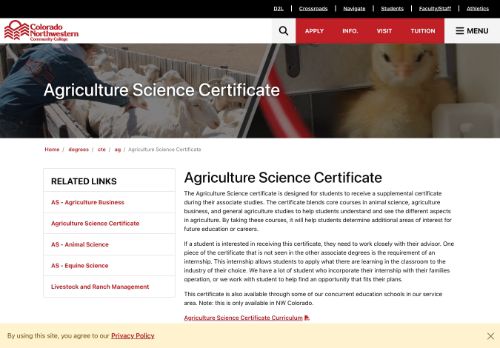 D2L
Crossroads
Navigate
Students
Faculty/Staff
Athletics
Colorado
Northwestern
Community College
APPLY
INFO.
VISIT
TUITION
MENU
Agriculture Science Certificate
Home / degrees / cte / ag / Agriculture Science Certificate
RELATED LINKS
AS - Agriculture Business
Agriculture Science Certificate
AS - Animal Science
AS - Equine Science
Livestock and Ranch Management
Agriculture Science Certificate
The Agriculture Science certificate is designed for students to receive a supplemental certificate
during their associate studies. The certificate blends core courses in animal science, agriculture
business, and general agriculture studies to help students understand and see the different aspects
in agriculture. By taking these courses, it will help students determine additional areas of interest for
future education or careers.
If a student is interested in receiving this certificate, they need to work closely with their advisor. One
piece of the certificate that is not seen in the other associate degrees is the requirement of an
internship. This internship allows students to apply what there are learning in the classroom to the
industry of their choice. We have a lot of student who incorporate their internship with their families
operation, or we work with student to help find an opportunity that fits their plans.
This certificate is also available through some of our concurrent education schools in our service
area. Note: this is only available in NW Colorado.
Agriculture Science Certificate Curriculum
By using this site, you agree to our Privacy Policy